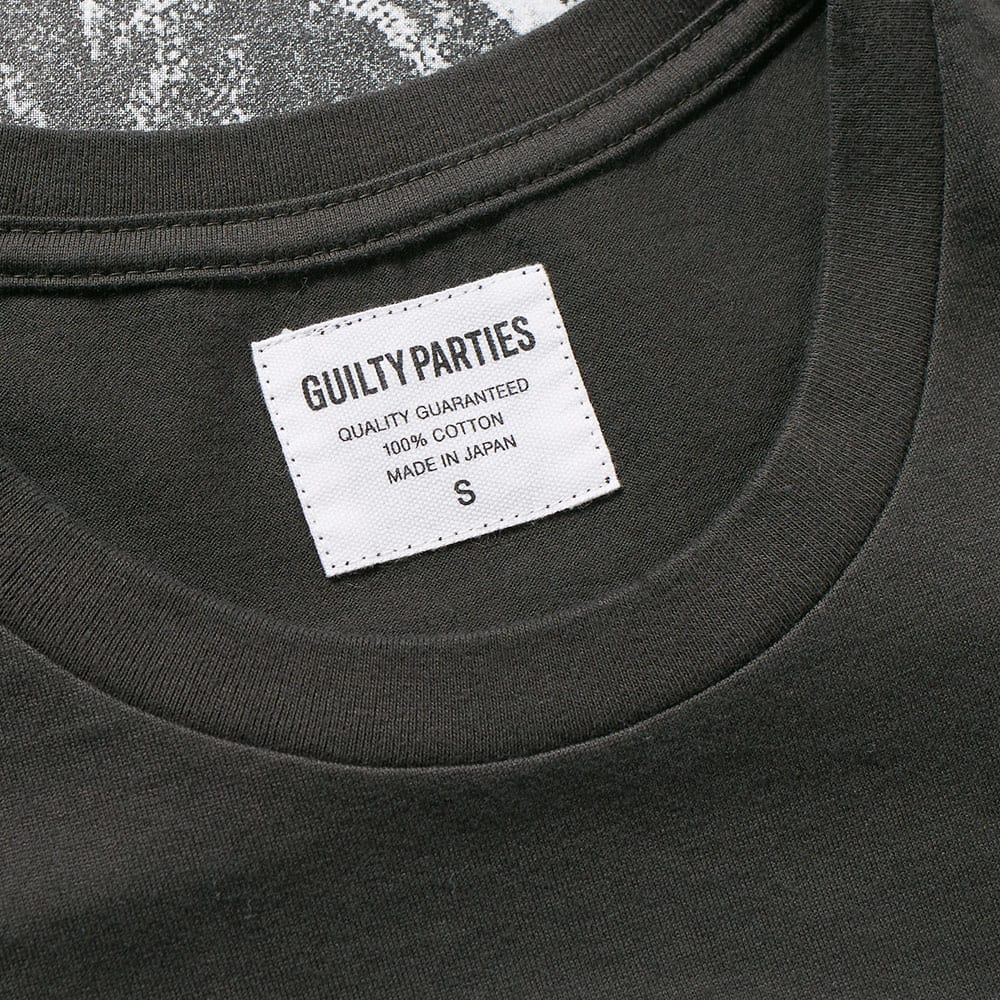 GUILTY PARTIES
QUALITY GUARANTEED
100% COTTON
MADE IN JAPAN
S